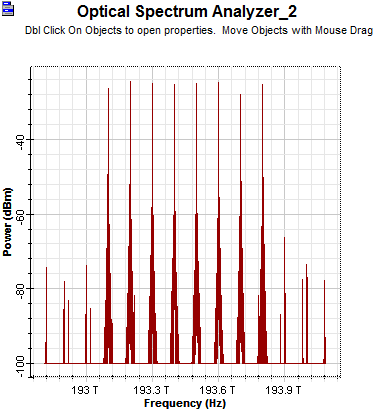 Optical Spectrum Analyzer_2
Dbl Click On Objects to open properties. Move Objects with Mouse Drag
-40
-60
-80
-100
Power (dBm)
193 T
193.3 T
193.6 T
193.9 T
Frequency (Hz)